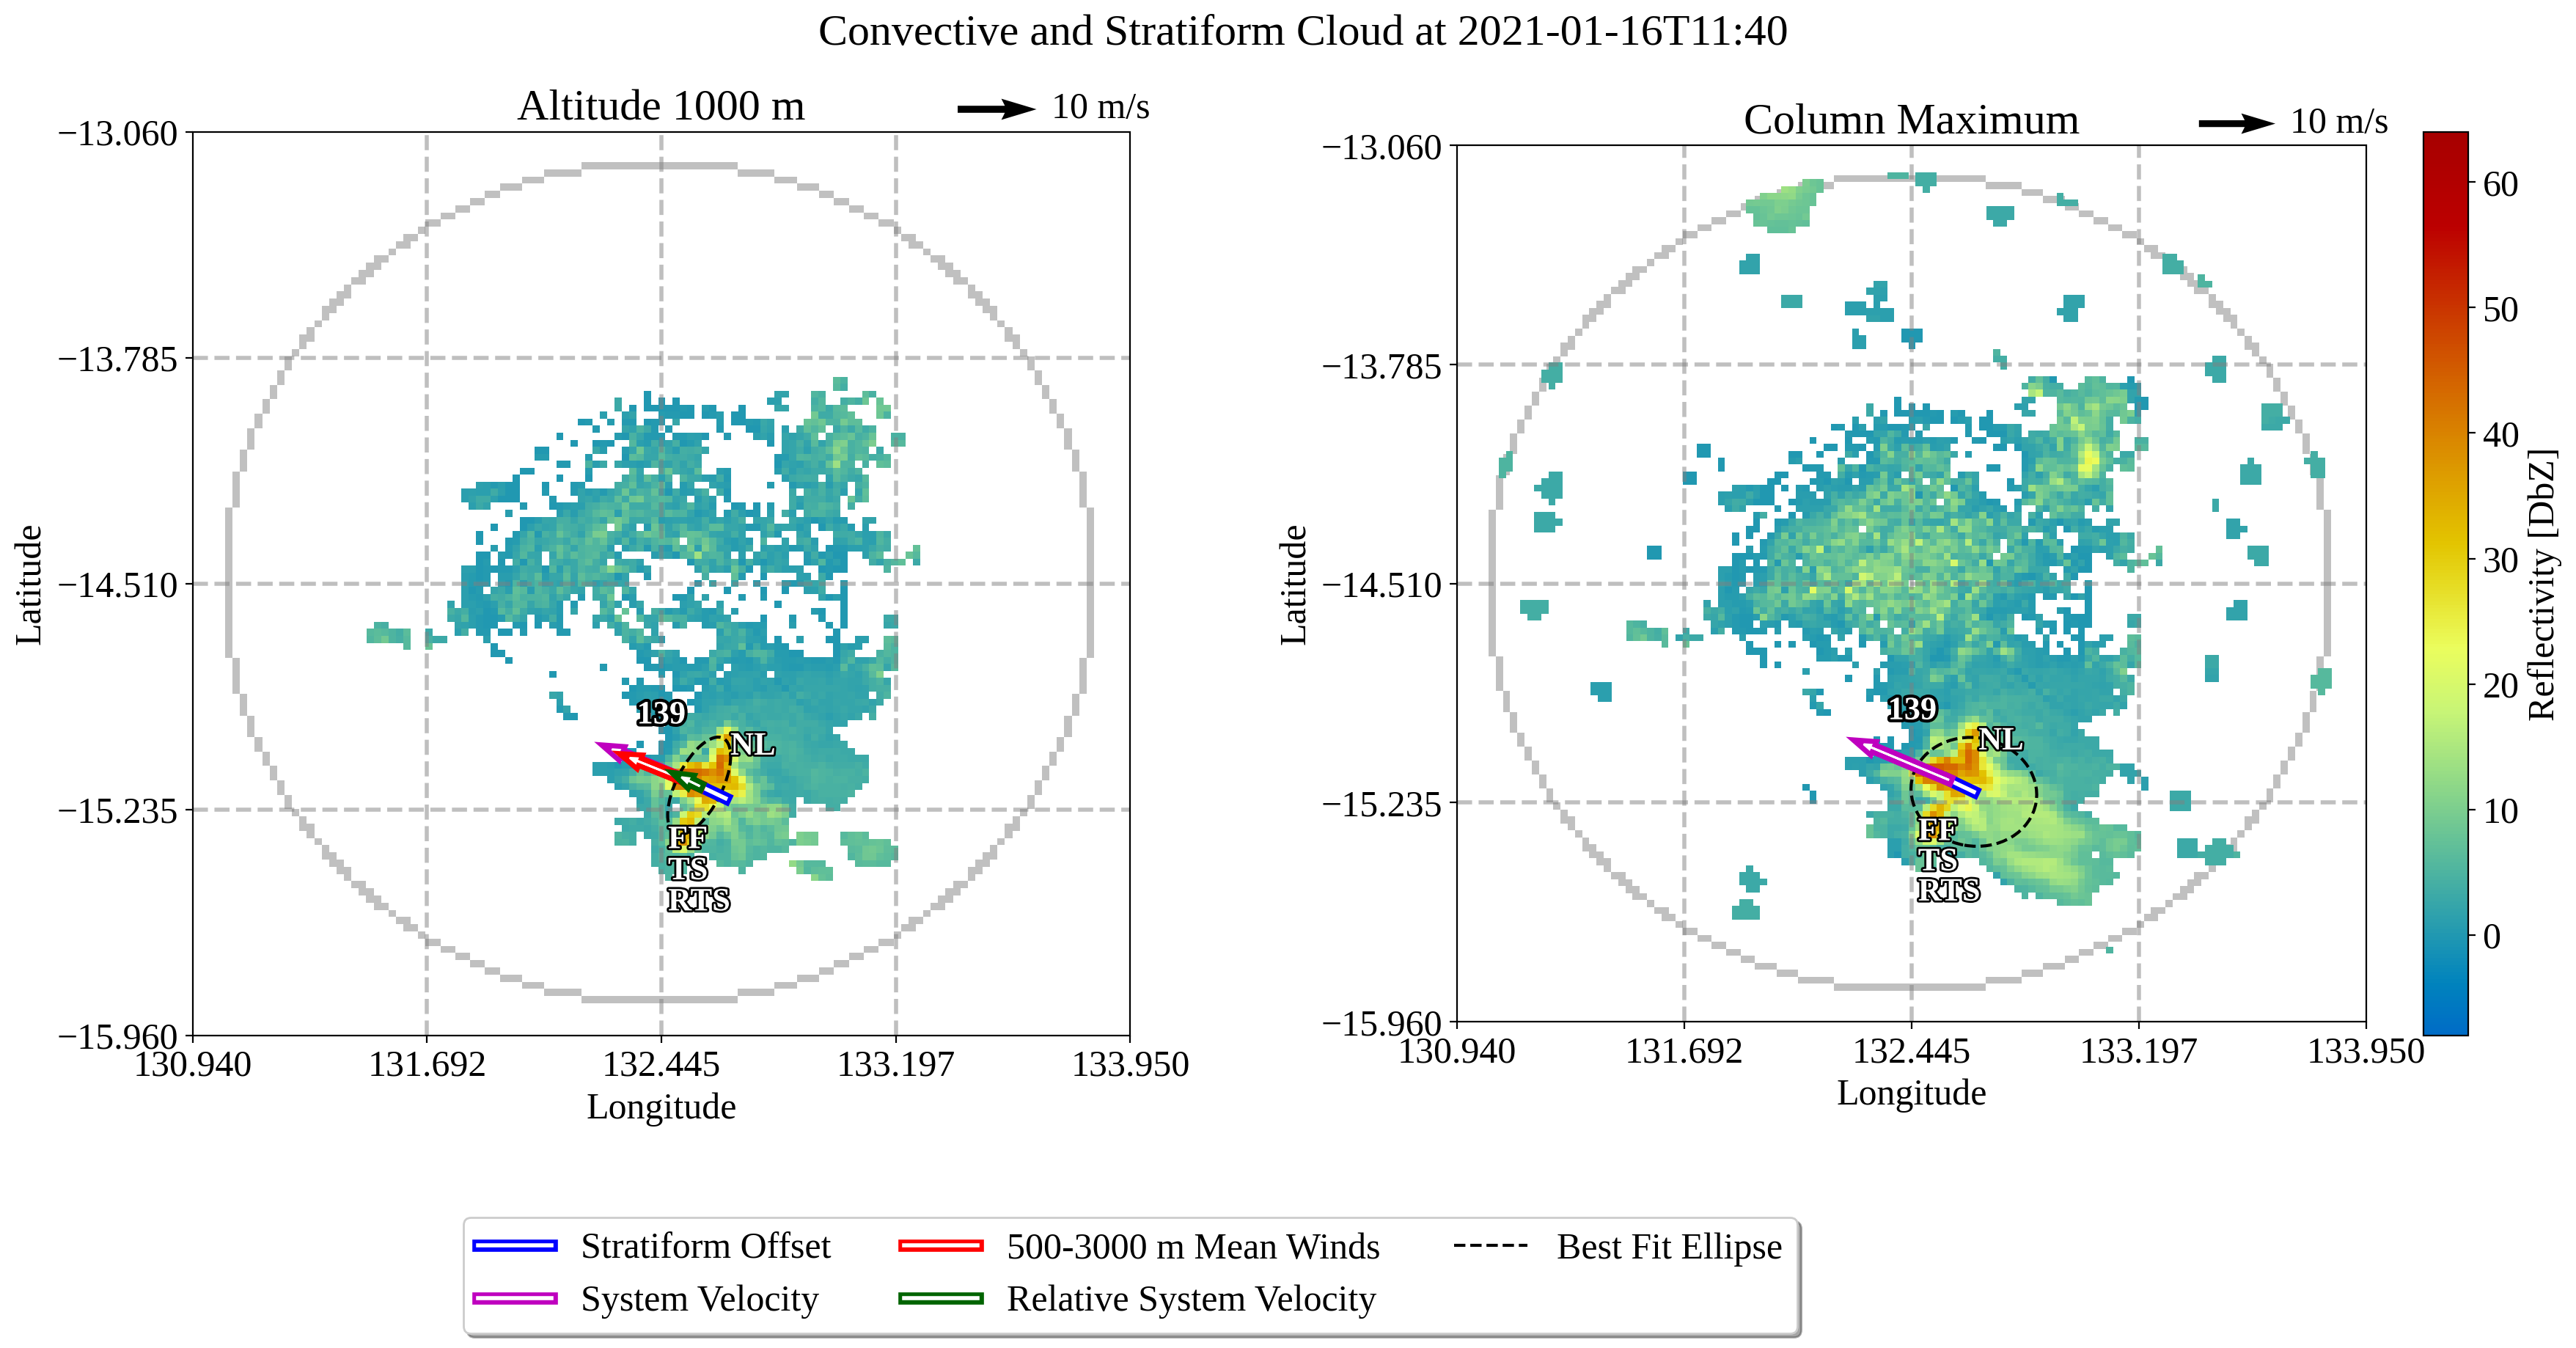 Convective and Stratiform Cloud at 2021-01-16T11:40
Altitude 1000 m
10 m/s
−13.060
−13.785
−14.510
−15.235
−15.960
Latitude
130.940
131.692
132.445
133.197
133.950
Longitude
139
NL
FF
TS
RTS
Column Maximum
10 m/s
−13.060
−13.785
−14.510
−15.235
−15.960
Latitude
130.940
131.692
132.445
133.197
133.950
Longitude
139
NL
FF
TS
RTS
60
50
40
30
20
10
0
Reflectivity [DbZ]
Stratiform Offset
System Velocity
500-3000 m Mean Winds
Relative System Velocity
Best Fit Ellipse